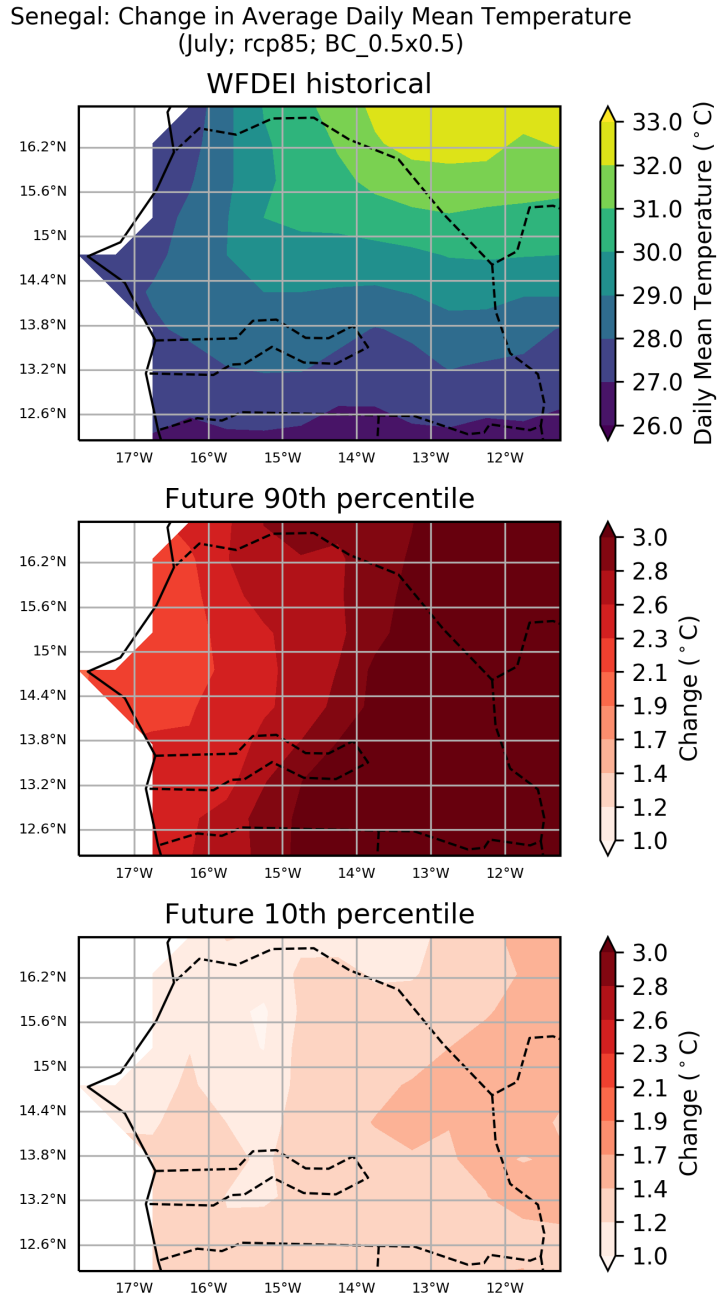 Senegal: Change in Average Daily Mean Temperature
(July; rcp85; BC_0.5x0.5)
WFDEI historical
16.2°N
15.6°N
15°N
14.4°N
13.8°N
13.2°N
12.6°N
17°W 16°W 15°W 14°W 13°W 12°W
33.0
32.0
31.0
30.0
29.0
28.0
27.0
26.0
Daily Mean Temperature (°C)
Future 90th percentile
16.2°N
15.6°N
15°N
14.4°N
13.8°N
13.2°N
12.6°N
17°W 16°W 15°W 14°W 13°W 12°W
3.0
2.8
2.6
2.3
2.1
1.9
1.7
1.4
1.2
1.0
Change (°C)
Future 10th percentile
16.2°N
15.6°N
15°N
14.4°N
13.8°N
13.2°N
12.6°N
17°W 16°W 15°W 14°W 13°W 12°W
3.0
2.8
2.6
2.3
2.1
1.9
1.7
1.4
1.2
1.0
Change (°C)